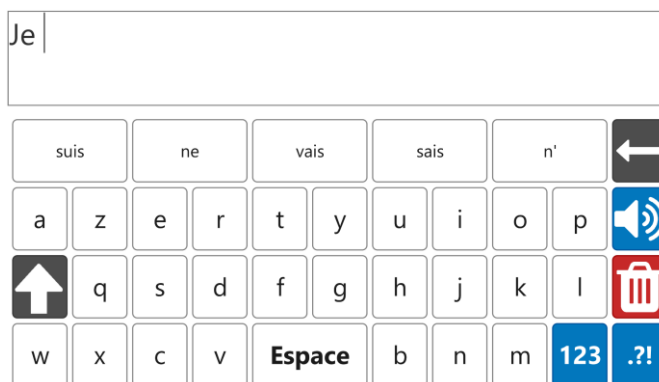 Je
suis ne vais sais n'
a z e r t y u i o p
q s d f g h j k l
w x c v Espace b n m 123 .?!